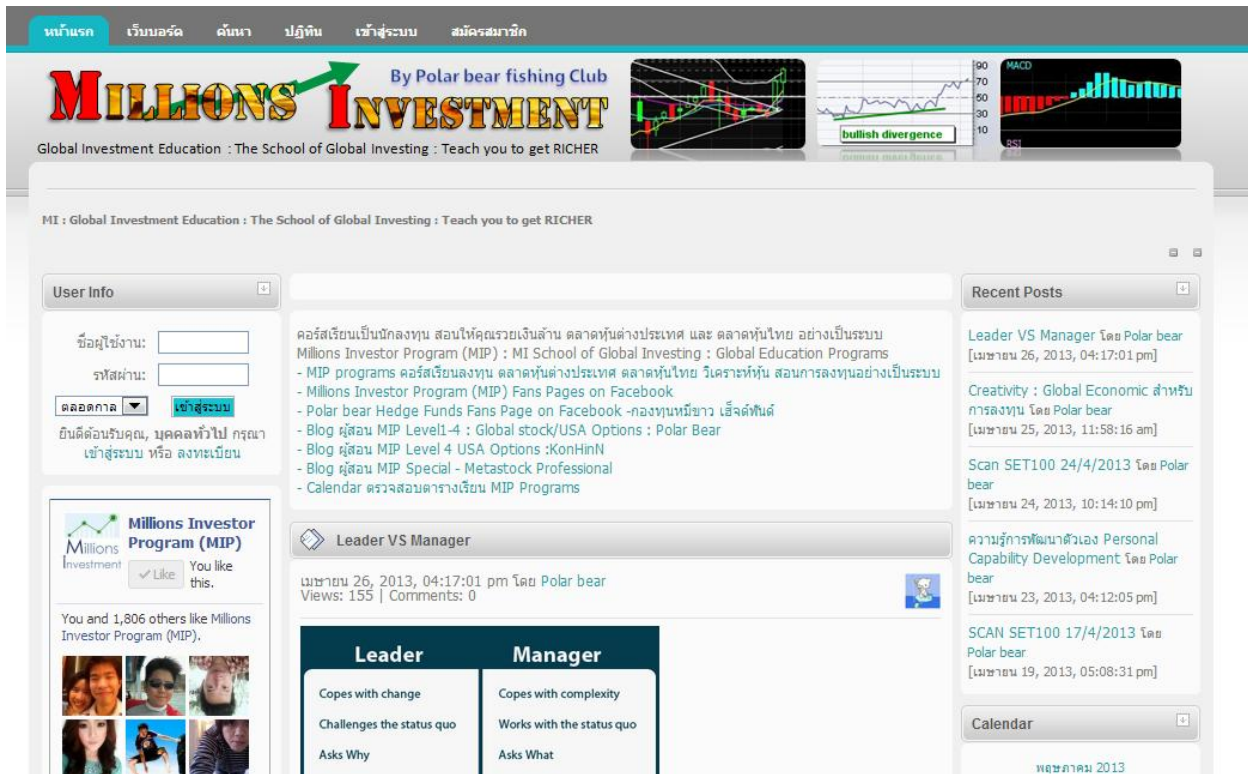 หน้าแรก เว็บบอร์ด ค้นหา ปฏิทิน เข้าสู่ระบบ สมัครสมาชิก
MILLIONS INVESTMENT
By Polar bear fishing Club
Global Investment Education : The School of Global Investing : Teach you to get RICHER
bullish divergence
90
70
50
30
10
MACD
RSI
MI : Global Investment Education : The School of Global Investing : Teach you to get RICHER
User Info
ชื่อผู้ใช้งาน:
รหัสผ่าน:
ตลอดกาล เข้าสู่ระบบ
ยินดีต้อนรับคุณ, บุคคลทั่วไป กรุณา
เข้าสู่ระบบ หรือ ลงทะเบียน
Millions Investment
Millions Investor
Program (MIP)
Like
You like
this.
You and 1,806 others like Millions
Investor Program (MIP).
คอร์สเรียนเป็นนักลงทุน สอนให้คุณรวยเงินล้าน ตลาดหุ้นต่างประเทศ และ ตลาดหุ้นไทย อย่างเป็นระบบ
Millions Investor Program (MIP) : MI School of Global Investing : Global Education Programs
- MIP programs คอร์สเรียนลงทุน ตลาดหุ้นต่างประเทศ ตลาดหุ้นไทย วิเคราะห์หุ้น สอนการลงทุนอย่างเป็นระบบ
- Millions Investor Program (MIP) Fans Pages on Facebook
- Polar bear Hedge Funds Fans Page on Facebook -กองทุนหมีขาว เฮ็จด์ฟันด์
- Blog ผู้สอน MIP Level1-4 : Global stock/USA Options : Polar Bear
- Blog ผู้สอน MIP Level 4 USA Options :KonHinN
- Blog ผู้สอน MIP Special - Metastock Professional
- Calendar ตรวจสอบตารางเรียน MIP Programs
Leader VS Manager
เมษายน 26, 2013, 04:17:01 pm โดย Polar bear
Views: 155 | Comments: 0
Leader Manager
Copes with change Copes with complexity
Challenges the status quo Works with the status quo
Asks Why Asks What
Recent Posts
Leader VS Manager โดย Polar bear
[เมษายน 26, 2013, 04:17:01 pm]
Creativity : Global Economic สำหรับ
การลงทุน โดย Polar bear
[เมษายน 25, 2013, 11:58:16 am]
Scan SET100 24/4/2013 โดย Polar
bear
[เมษายน 24, 2013, 10:14:10 pm]
ความรู้การพัฒนาตัวเอง Personal
Capability Development โดย Polar
bear
[เมษายน 23, 2013, 04:12:05 pm]
SCAN SET100 17/4/2013 โดย
Polar bear
[เมษายน 19, 2013, 05:08:31 pm]
Calendar
พฤษภาคม 2013